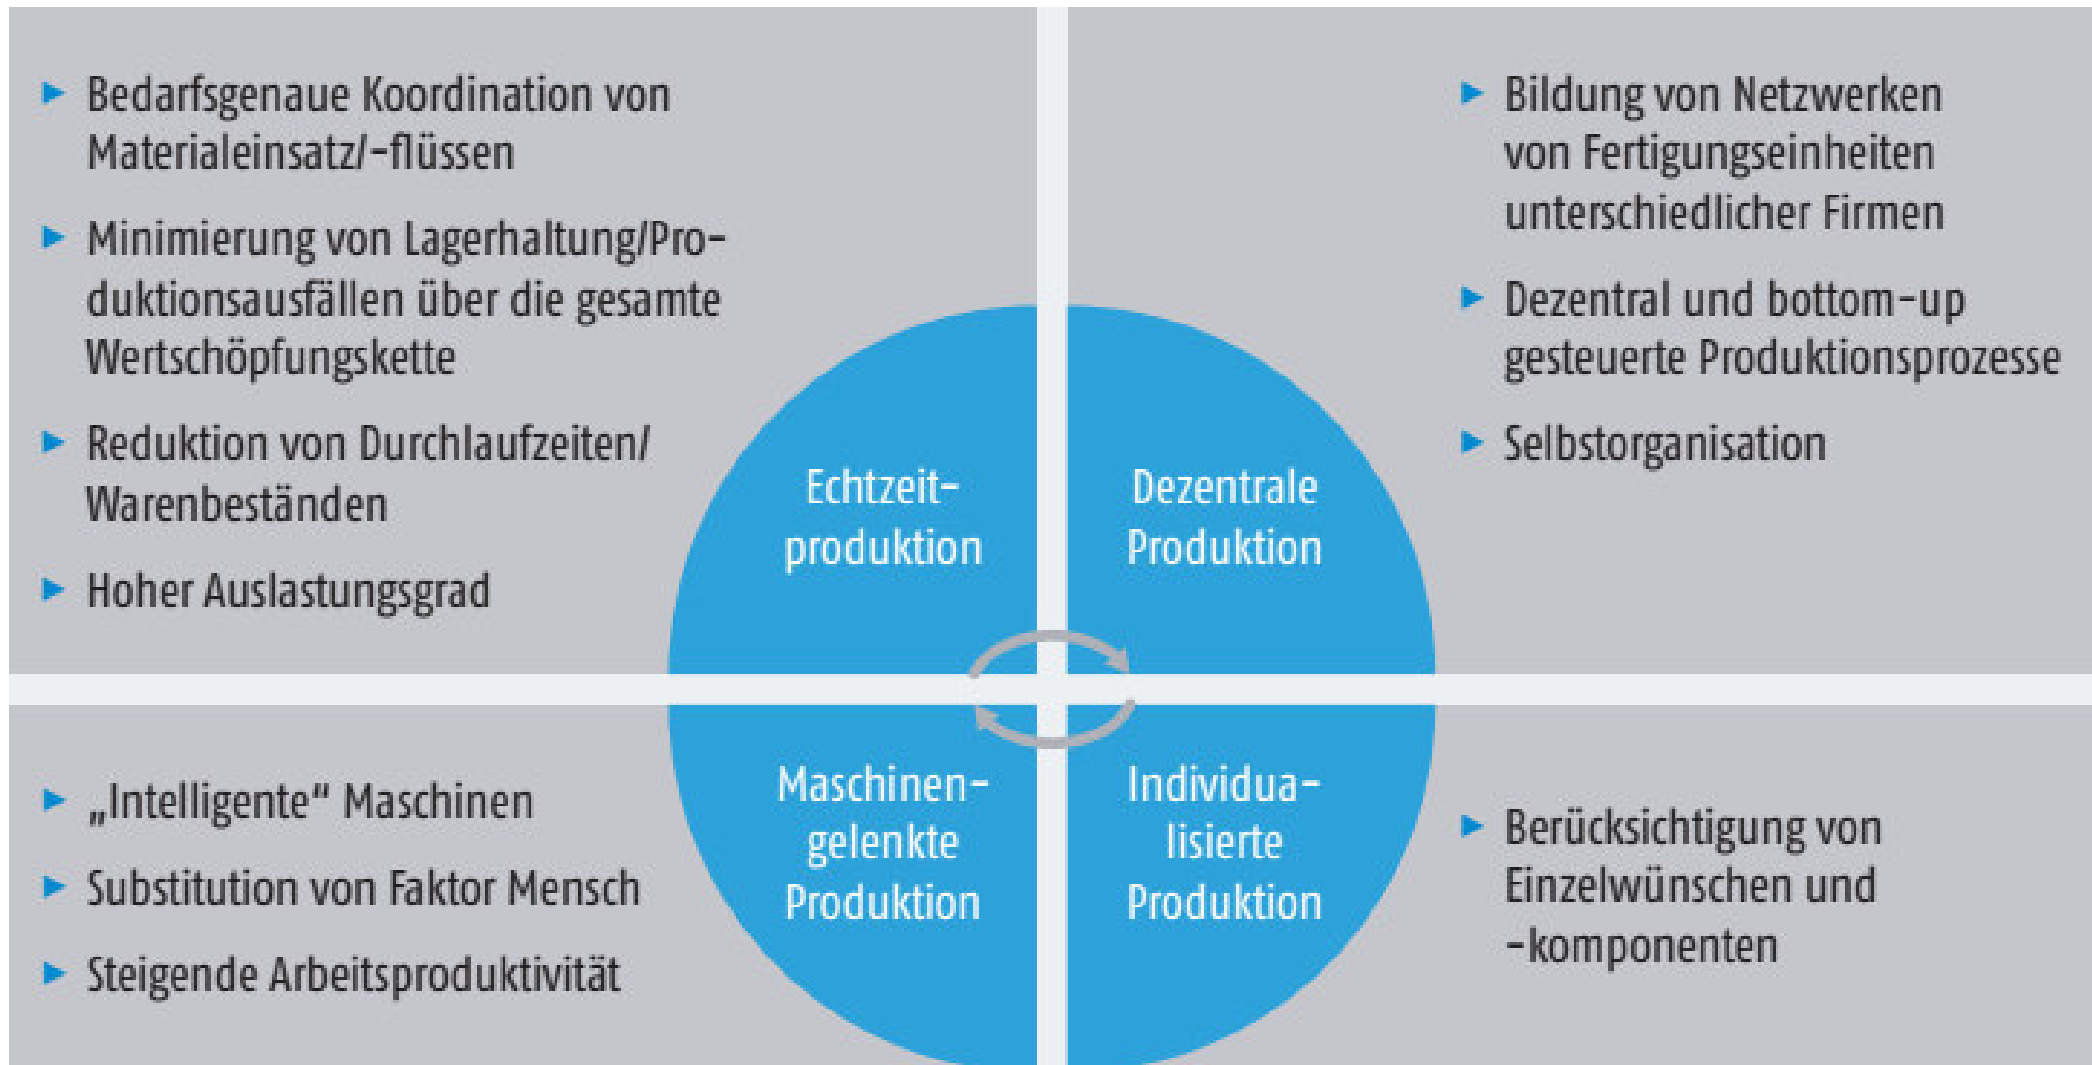 Bedarfsgenaue Koordination von
Materialeinsatz/-flüssen
Minimierung von Lagerhaltung/Pro-
duktionsausfällen über die gesamte
Wertschöpfungskette
Reduktion von Durchlaufzeiten/
Warenbeständen
Hoher Auslastungsgrad
Echtzeit-
produktion
Bildung von Netzwerken
von Fertigungseinheiten
unterschiedlicher Firmen
Dezentral und bottom-up
gesteuerte Produktionsprozesse
Selbstorganisation
Dezentrale
Produktion
„Intelligente“ Maschinen
Substitution von Faktor Mensch
Steigende Arbeitsproduktivität
Maschinen-
gelenkte
Produktion
Individua-
lisierte
Produktion
Berücksichtigung von
Einzelwünschen und
-komponenten